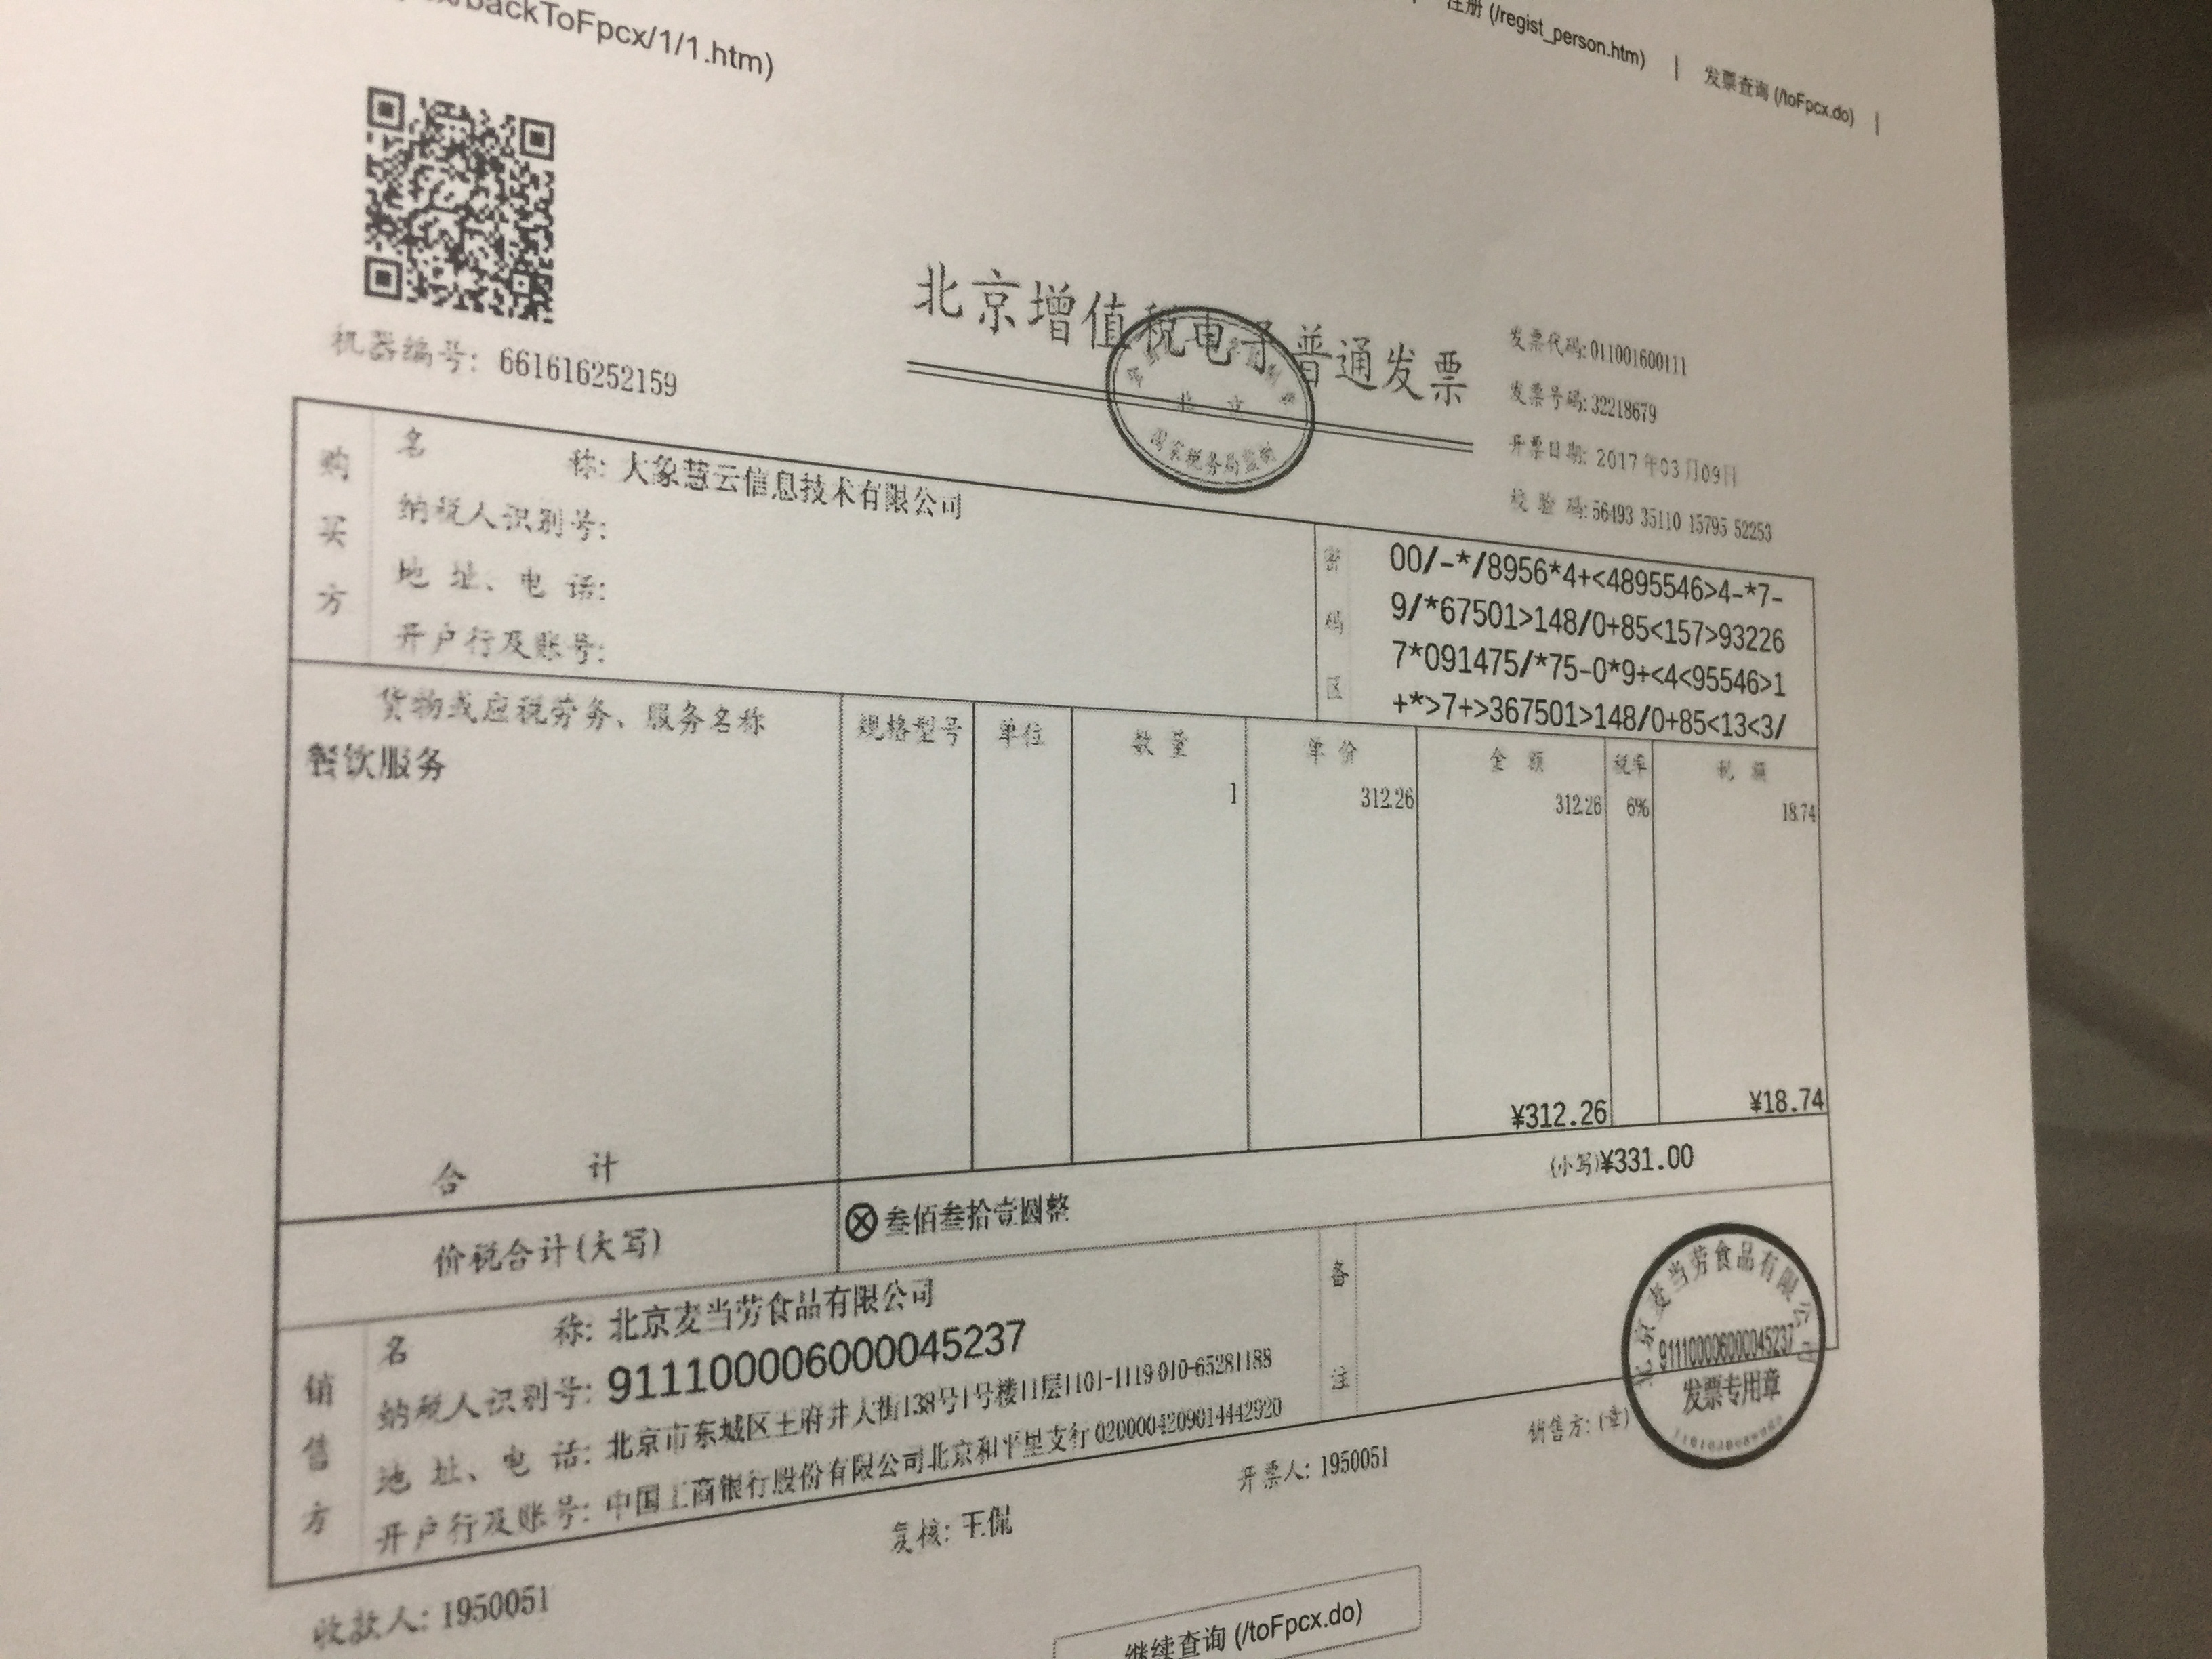 backToFpcx/1/1.htm)
注册 (/regist_person.htm) | 发票查询 (/toFpcx.do) |
机器编号: 661616252159
北京增值税电子普通发票
北京
国家税务局监制
发票代码: 011001600111
发票号码: 32218679
开票日期: 2017年03月09日
校验码: 56493 35110 15795 52253
购买方
名称: 大象慧云信息技术有限公司
纳税人识别号:
地址、电话:
开户行及账号:
密码区
00/-*/8956*4+<4895546>4-*7-
9/*67501>148/0+85<157>93226
7*091475/*75-0*9+<4<95546>1
+*>7+>367501>148/0+85<13<3/
货物或应税劳务、服务名称 规格型号 单位 数量 单价 金额 税率 税额
餐饮服务 1 312.26 312.26 6% 18.74
合计 ¥312.26 ¥18.74
价税合计(大写) ⊗叁佰叁拾壹圆整 (小写)¥331.00
销售方
名称: 北京麦当劳食品有限公司
纳税人识别号: 911100006000045237
地址、电话: 北京市东城区王府井大街138号1号楼11层1101-1119 010-65281188
开户行及账号: 中国工商银行股份有限公司北京和平里支行 0200004209014442920
备注
北京麦当劳食品有限公司
911100006000045237
发票专用章
收款人: 1950051 复核: 王侃 开票人: 1950051 销售方: (章)
继续查询 (/toFpcx.do)